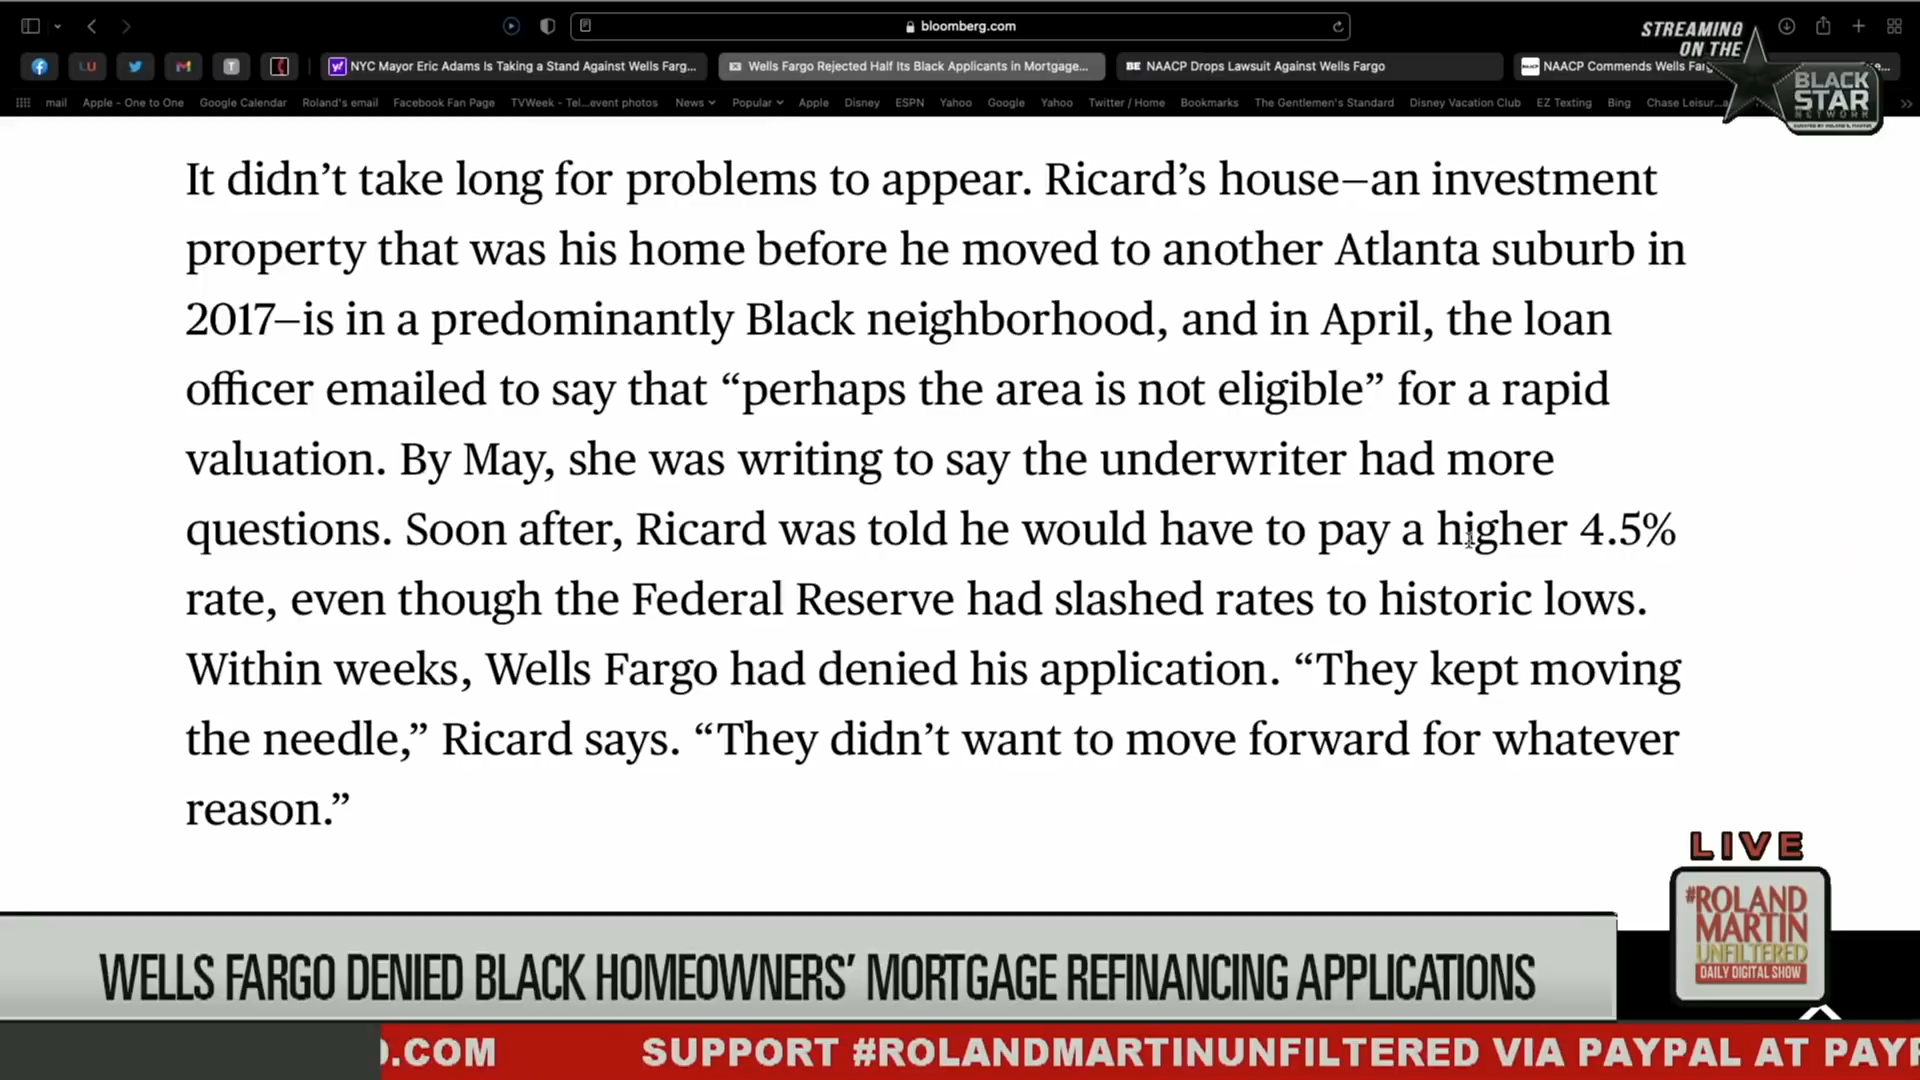 bloomberg.com
STREAMING
ON THE
BLACK
STAR
NETWORK
NYC Mayor Eric Adams Is Taking a Stand Against Wells Farg...
Wells Fargo Rejected Half Its Black Applicants in Mortgage...
BE NAACP Drops Lawsuit Against Wells Fargo
NAACP Commends Wells Farg
mail Apple - One to One Google Calendar Roland's email Facebook Fan Page TVWeek - Tel...event photos News Popular Apple Disney ESPN Yahoo Google Yahoo Twitter / Home Bookmarks The Gentlemen's Standard Disney Vacation Club EZ Texting Bing Chase Leisur...
It didn’t take long for problems to appear. Ricard’s house—an investment
property that was his home before he moved to another Atlanta suburb in
2017—is in a predominantly Black neighborhood, and in April, the loan
officer emailed to say that “perhaps the area is not eligible” for a rapid
valuation. By May, she was writing to say the underwriter had more
questions. Soon after, Ricard was told he would have to pay a higher 4.5%
rate, even though the Federal Reserve had slashed rates to historic lows.
Within weeks, Wells Fargo had denied his application. “They kept moving
the needle,” Ricard says. “They didn’t want to move forward for whatever
reason.”
LIVE
#ROLAND
MARTIN
UNFILTERED
DAILY DIGITAL SHOW
WELLS FARGO DENIED BLACK HOMEOWNERS’ MORTGAGE REFINANCING APPLICATIONS
.COM SUPPORT #ROLANDMARTINUNFILTERED VIA PAYPAL AT PAYP